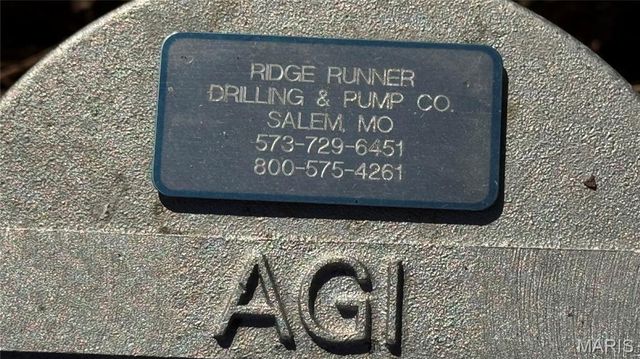 RIDGE RUNNER
DRILLING & PUMP CO.
SALEM, MO
573-729-6451
800-575-4261
AGI
MARIS